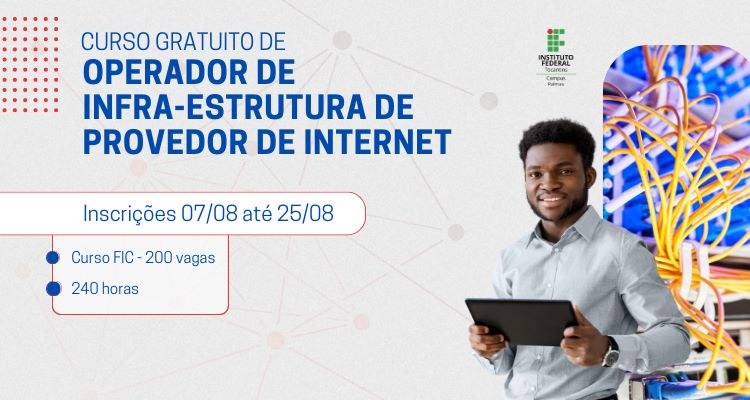 CURSO GRATUITO DE
OPERADOR DE
INFRA-ESTRUTURA DE
PROVEDOR DE INTERNET
Inscrições 07/08 até 25/08
Curso FIC - 200 vagas
240 horas
INSTITUTO
FEDERAL
Tocantins
Campus
Palmas